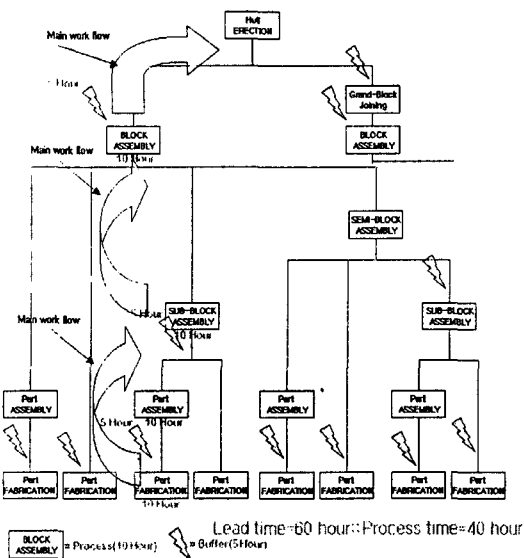 Hull
ERECTION
Main work flow
Hour
Grand-Block
Joining
BLOCK
ASSEMBLY
10 Hour
BLOCK
ASSEMBLY
Main work flow
SEMI-BLOCK
ASSEMBLY
Main work flow
Hour
SUB-BLOCK
ASSEMBLY
10 Hour
SUB-BLOCK
ASSEMBLY
Part
ASSEMBLY
5 Hour
Part
ASSEMBLY
10 Hour
Part
ASSEMBLY
Part
ASSEMBLY
Part
FABRICATION
Part
FABRICATION
Part
FABRICATION
10 Hour
Part
FABRICATION
Part
FABRICATION
Part
FABRICATION
Part
FABRICATION
Part
FABRICATION
Lead time=60 hour::Process time=40 hour
BLOCK
ASSEMBLY
= Process(10 Hour)
= Buffer(5Hour)